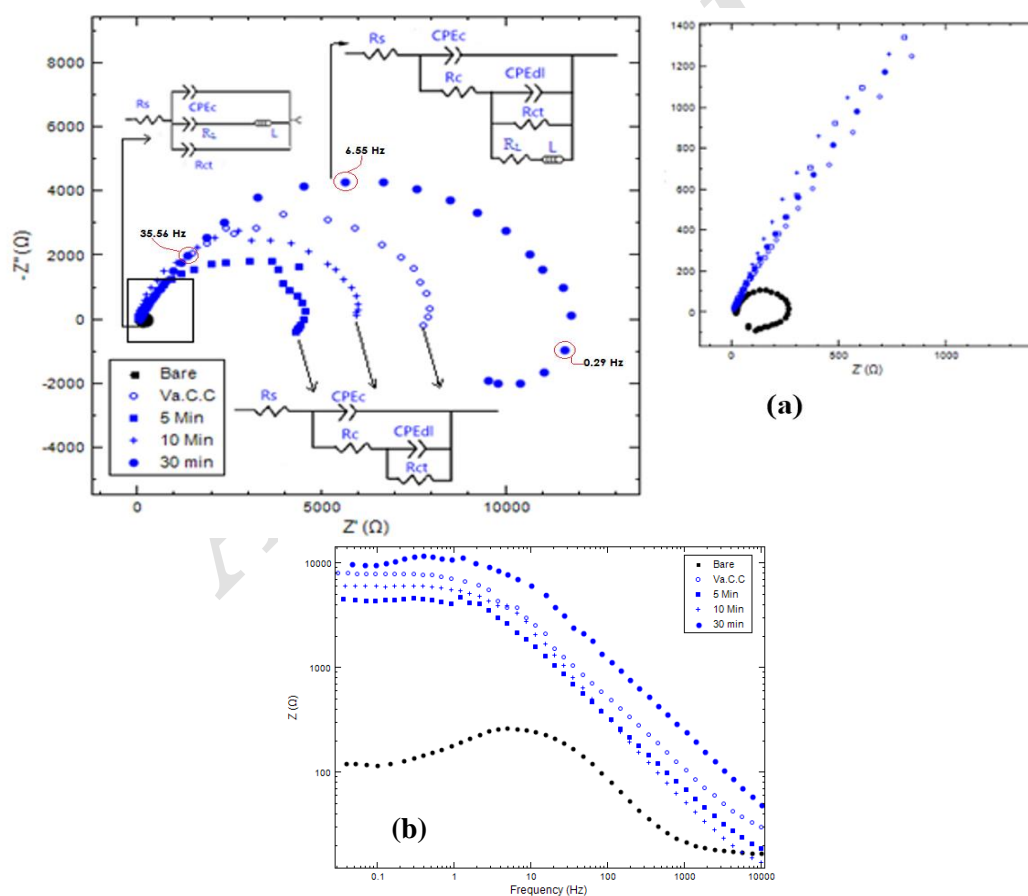 8000
6000
4000
2000
0
-2000
-4000
-Z''(Ω)
0
5000
10000
Z' (Ω)
Rs
CPEc
RL
L
Rct
Rs
CPEc
Rc
CPEdl
Rct
RL
L
6.55 Hz
35.56 Hz
0.29 Hz
Rs
CPEc
Rc
CPEdl
Rct
Bare
Va.C.C
5 Min
10 Min
30 min
1400
1200
1000
800
600
400
200
0
0
500
1000
Z' (Ω)
(a)
10000
1000
100
Z (Ω)
0.1
1
10
100
1000
10000
Frequency (Hz)
Bare
Va.C.C
5 Min
10 Min
30 min
(b)